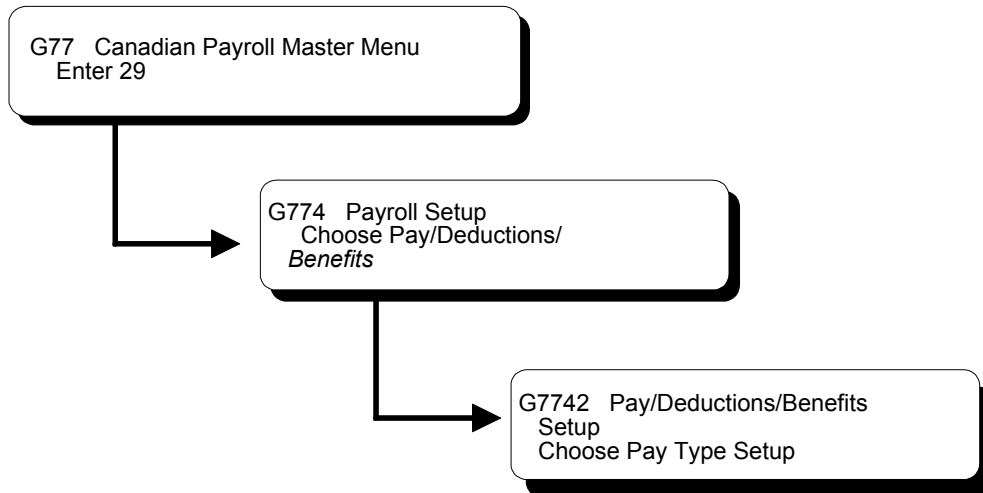 G77 Canadian Payroll Master Menu
Enter 29
G774 Payroll Setup
Choose Pay/Deductions/
Benefits
G7742 Pay/Deductions/Benefits
Setup
Choose Pay Type Setup